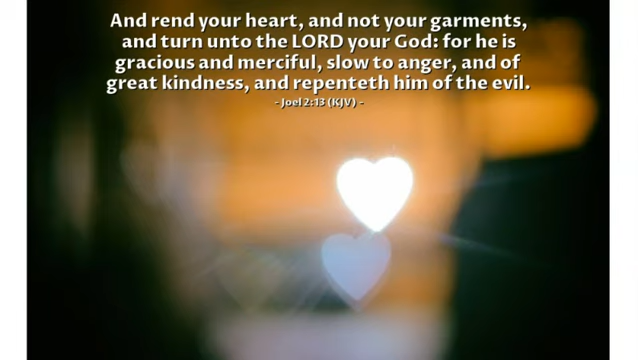 And rend your heart, and not your garments,
and turn unto the LORD your God: for he is
gracious and merciful, slow to anger, and of
great kindness, and repenteth him of the evil.
- Joel 2:13 (KJV) -